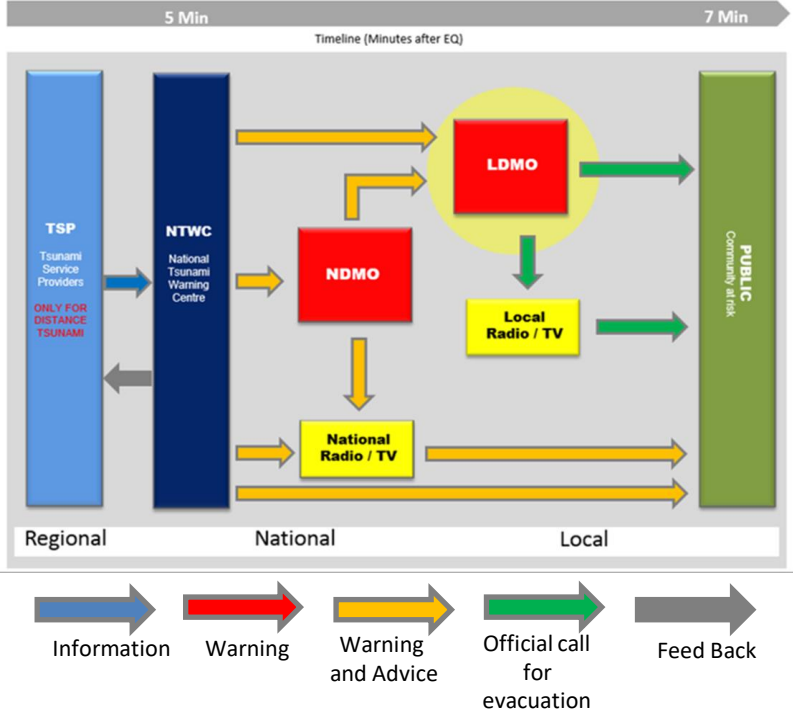 5 Min
7 Min
Timeline (Minutes after EQ)
TSP
Tsunami
Service
Providers
ONLY FOR
DISTANCE
TSUNAMI
NTWC
National
Tsunami
Warning
Centre
NDMO
National
Radio / TV
LDMO
Local
Radio / TV
PUBLIC
Community at risk
Regional
National
Local
Information
Warning
Warning
and Advice
Official call
for
evacuation
Feed Back